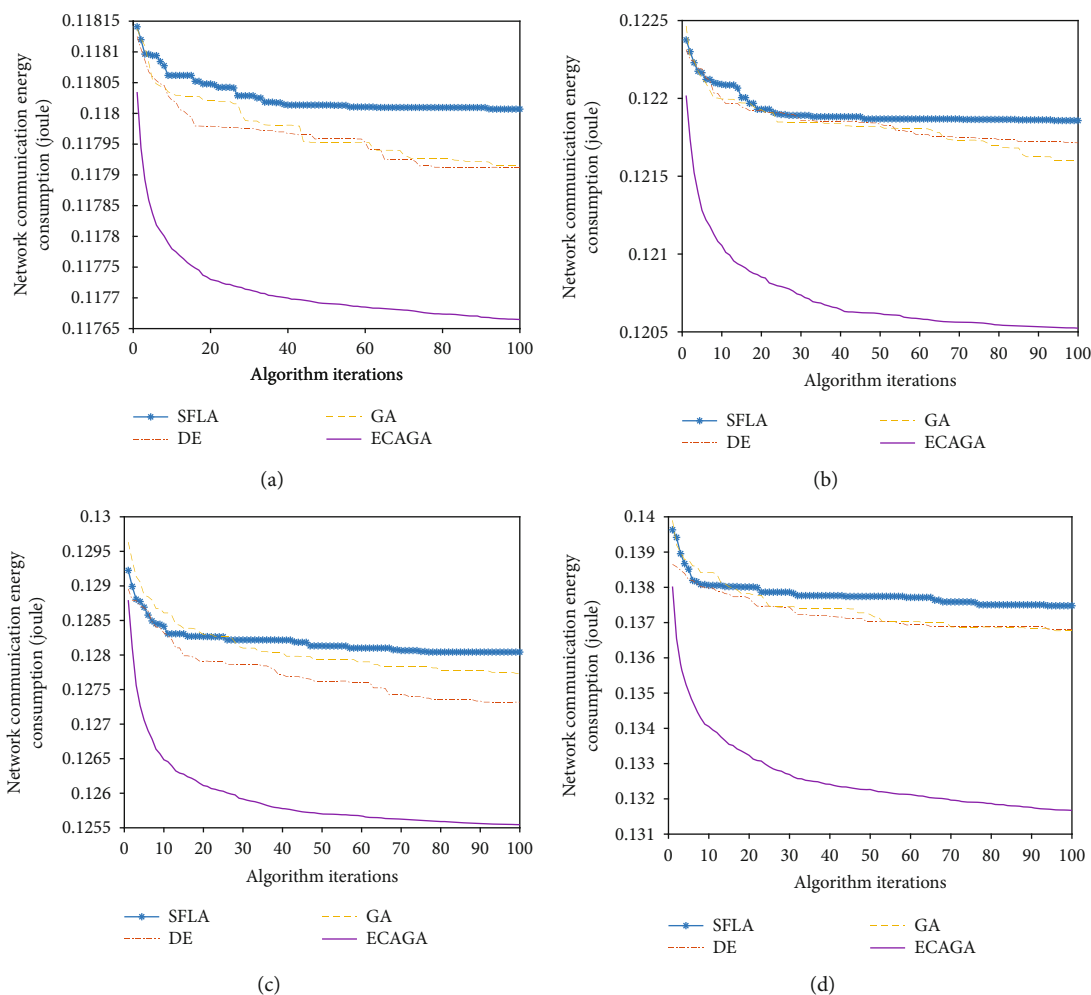 Network communication energy
consumption (joule)
0.11815
0.1181
0.11805
0.118
0.11795
0.1179
0.11785
0.1178
0.11775
0.1177
0.11765
0 20 40 60 80 100
Algorithm iterations
SFLA GA
DE ECAGA
(a)
Network communication energy
consumption (joule)
0.1225
0.122
0.1215
0.121
0.1205
0 10 20 30 40 50 60 70 80 90 100
Algorithm iterations
SFLA GA
DE ECAGA
(b)
Network communication energy
consumption (joule)
0.13
0.1295
0.129
0.1285
0.128
0.1275
0.127
0.1265
0.126
0.1255
0 10 20 30 40 50 60 70 80 90 100
Algorithm iterations
SFLA GA
DE ECAGA
(c)
Network communication energy
consumption (joule)
0.14
0.139
0.138
0.137
0.136
0.135
0.134
0.133
0.132
0.131
0 10 20 30 40 50 60 70 80 90 100
Algorithm iterations
SFLA GA
DE ECAGA
(d)